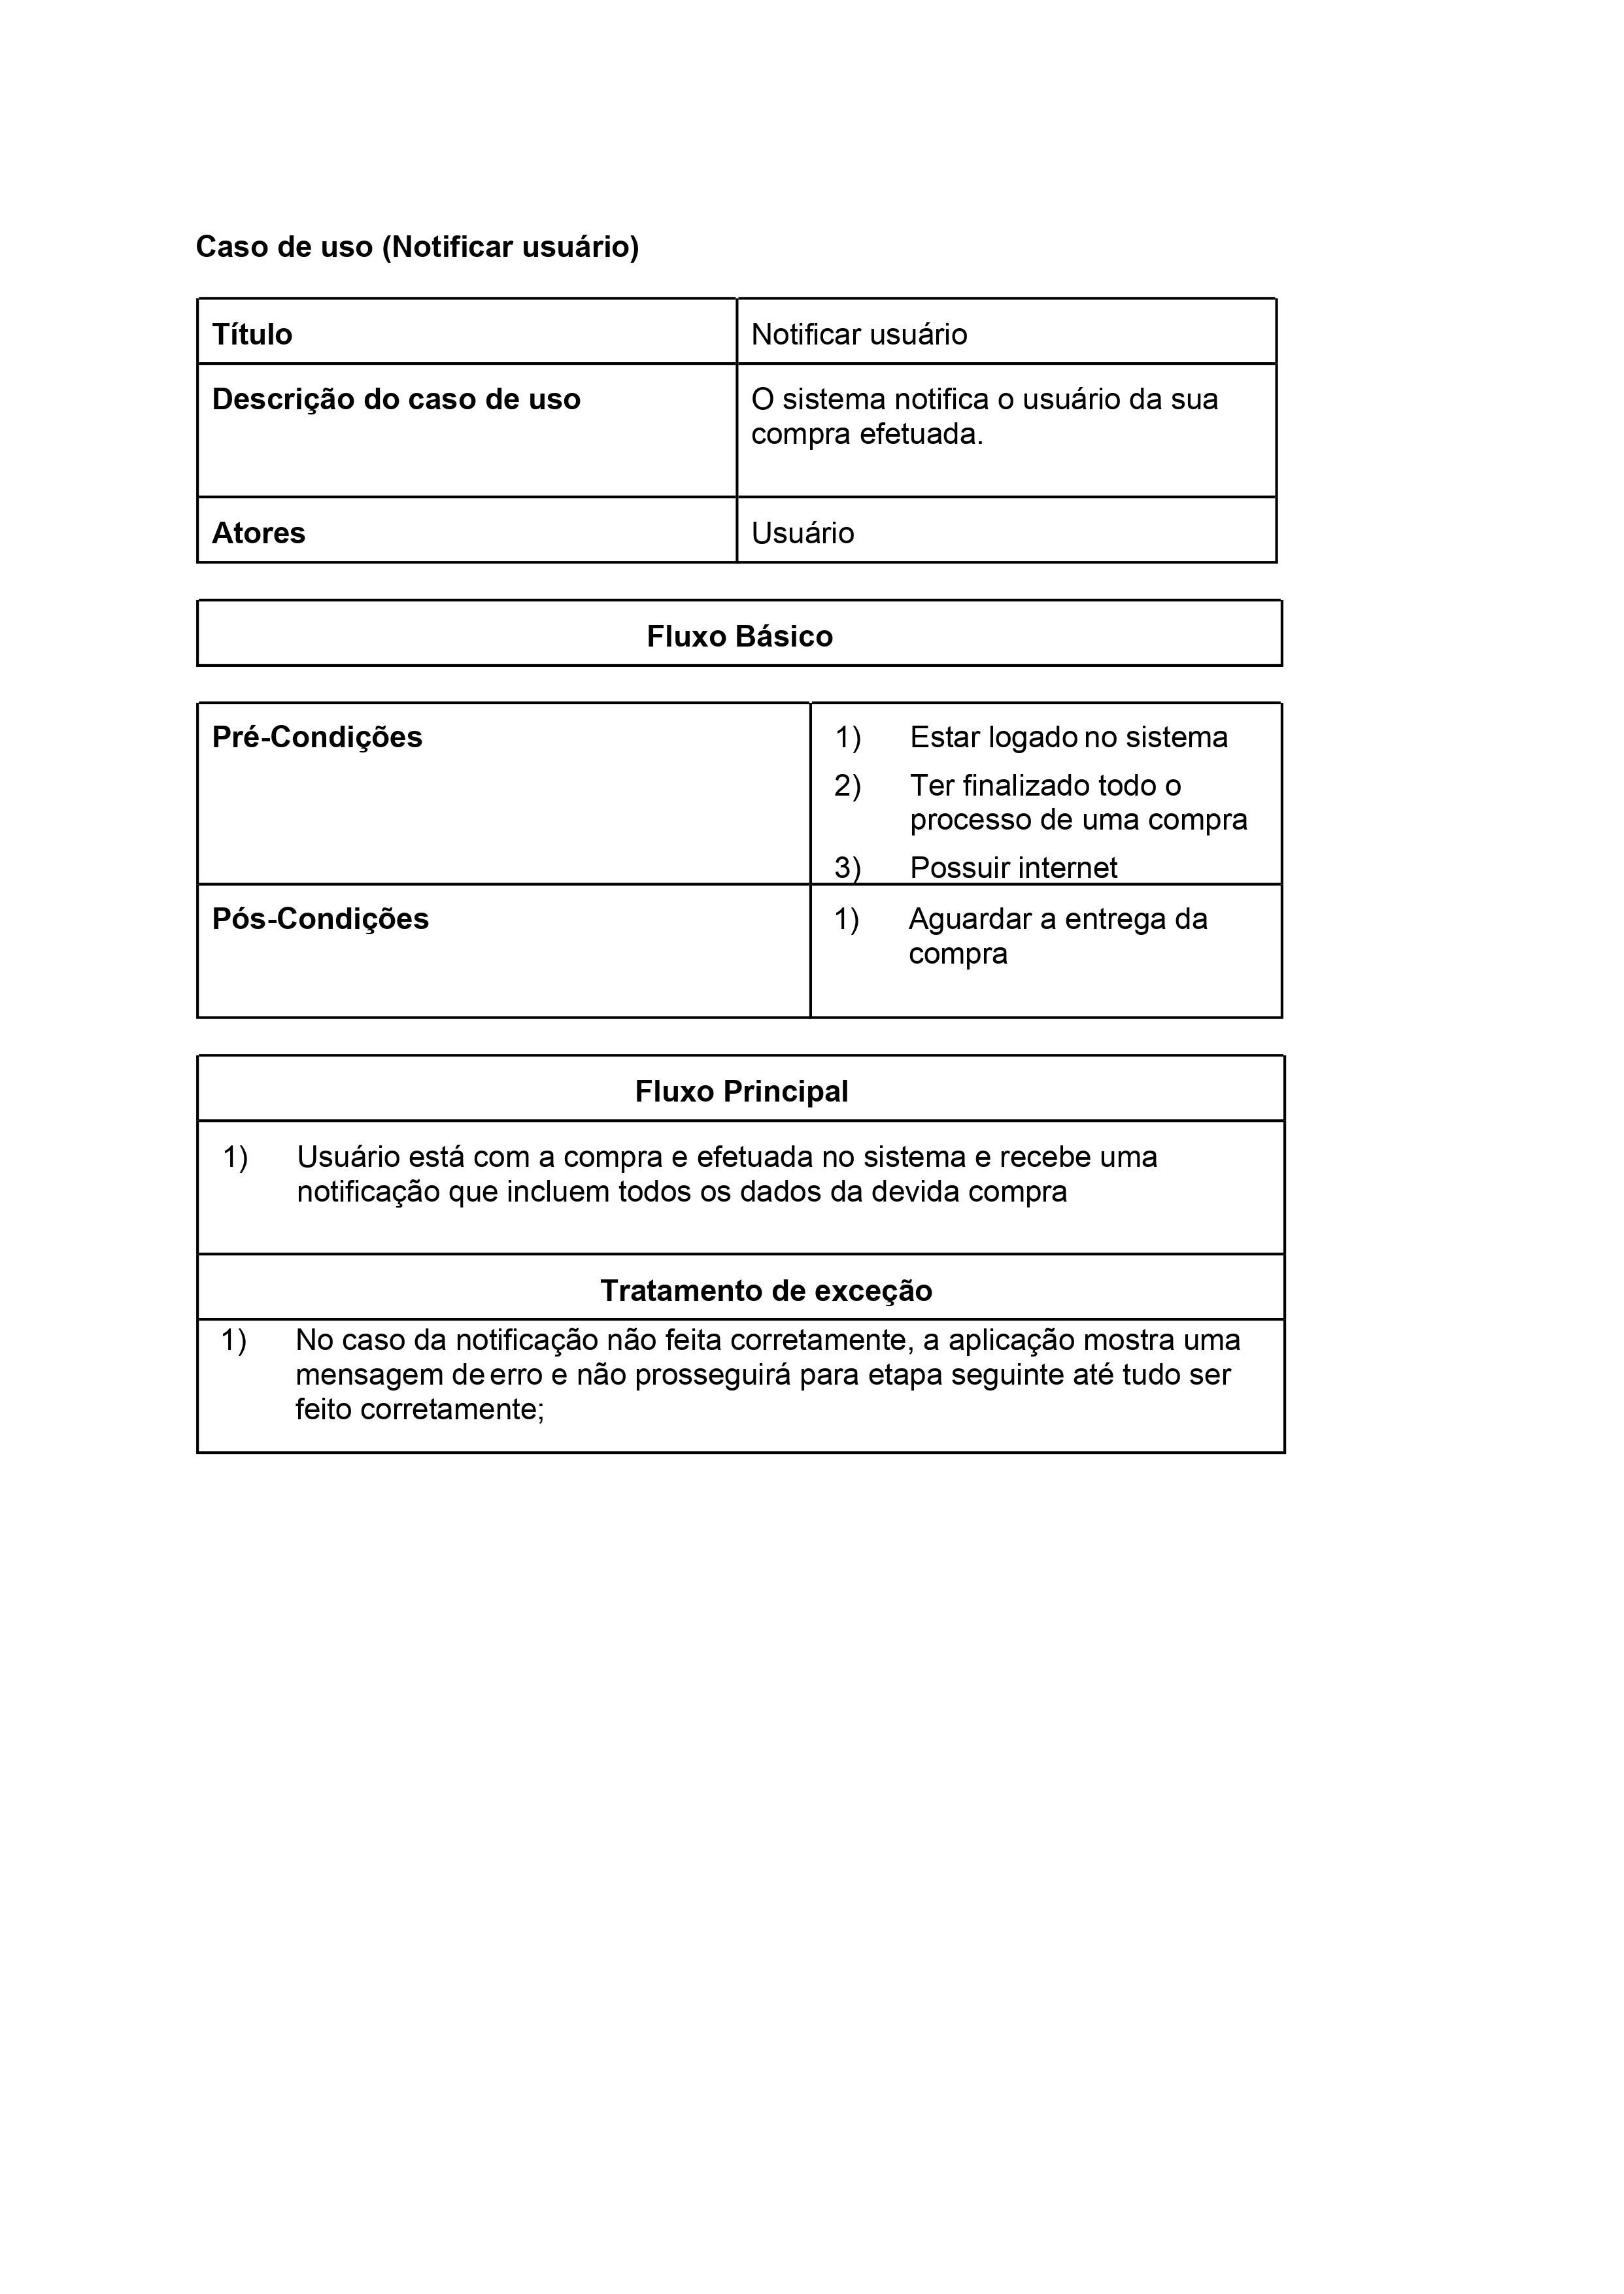 Caso de uso (Notificar usuário)
Título
Notificar usuário
Descrição do caso de uso
O sistema notifica o usuário da sua
compra efetuada.
Atores
Usuário
Fluxo Básico
Pré-Condições
1) Estar logado no sistema
2) Ter finalizado todo o
processo de uma compra
3) Possuir internet
Pós-Condições
1) Aguardar a entrega da
compra
Fluxo Principal
1) Usuário está com a compra e efetuada no sistema e recebe uma
notificação que incluem todos os dados da devida compra
Tratamento de exceção
1) No caso da notificação não feita corretamente, a aplicação mostra uma
mensagem de erro e não prosseguirá para etapa seguinte até tudo ser
feito corretamente;